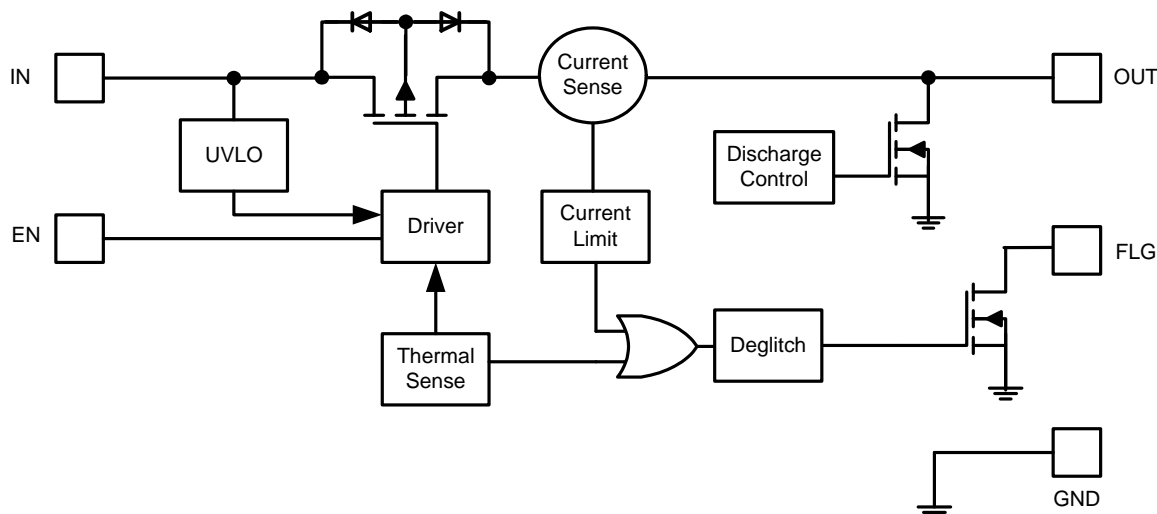 IN
Current
Sense
OUT
UVLO
Discharge
Control
EN
Driver
Current
Limit
FLG
Thermal
Sense
Deglitch
GND